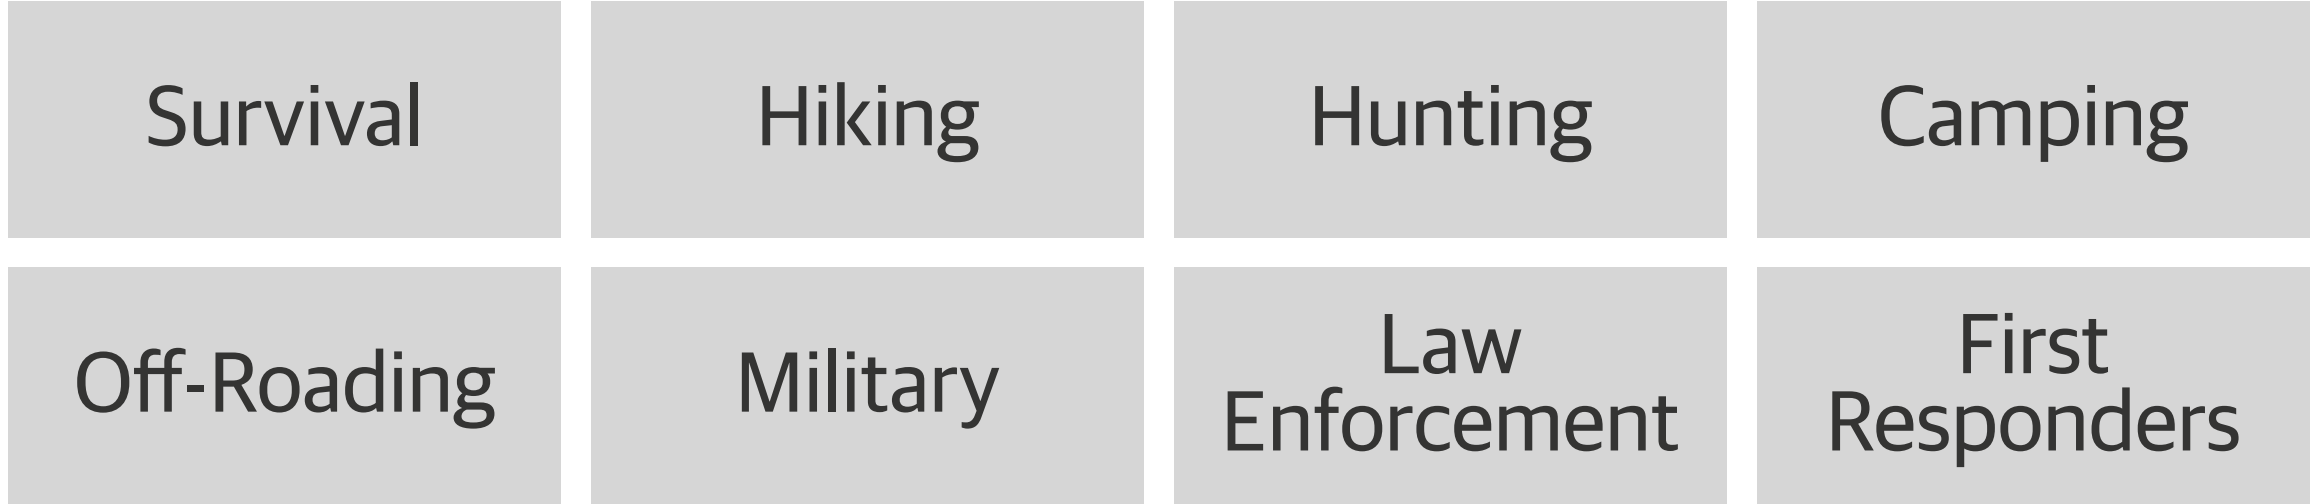 Survival
Hiking
Hunting
Camping
Off-Roading
Military
Law
Enforcement
First
Responders